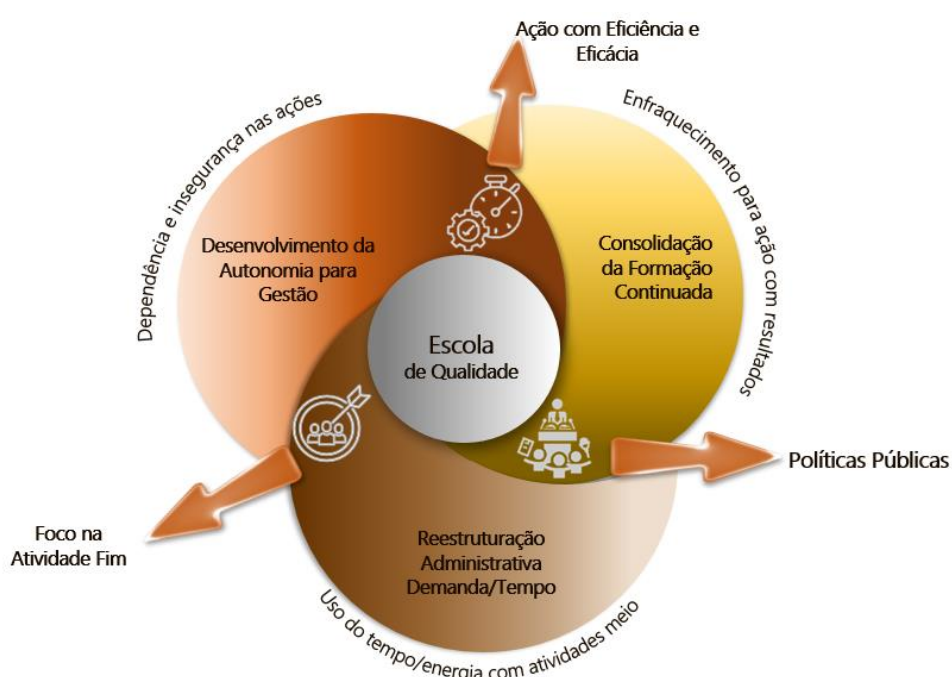 Ação com Eficiência e
Eficácia
Dependência e insegurança nas ações
Enfraquecimento para ação com resultados
Desenvolvimento da
Autonomia para
Gestão
Consolidação
da Formação
Continuada
Escola
de Qualidade
Políticas Públicas
Foco na
Atividade Fim
Reestruturação
Administrativa
Demanda/Tempo
Uso do tempo/energia com atividades meio